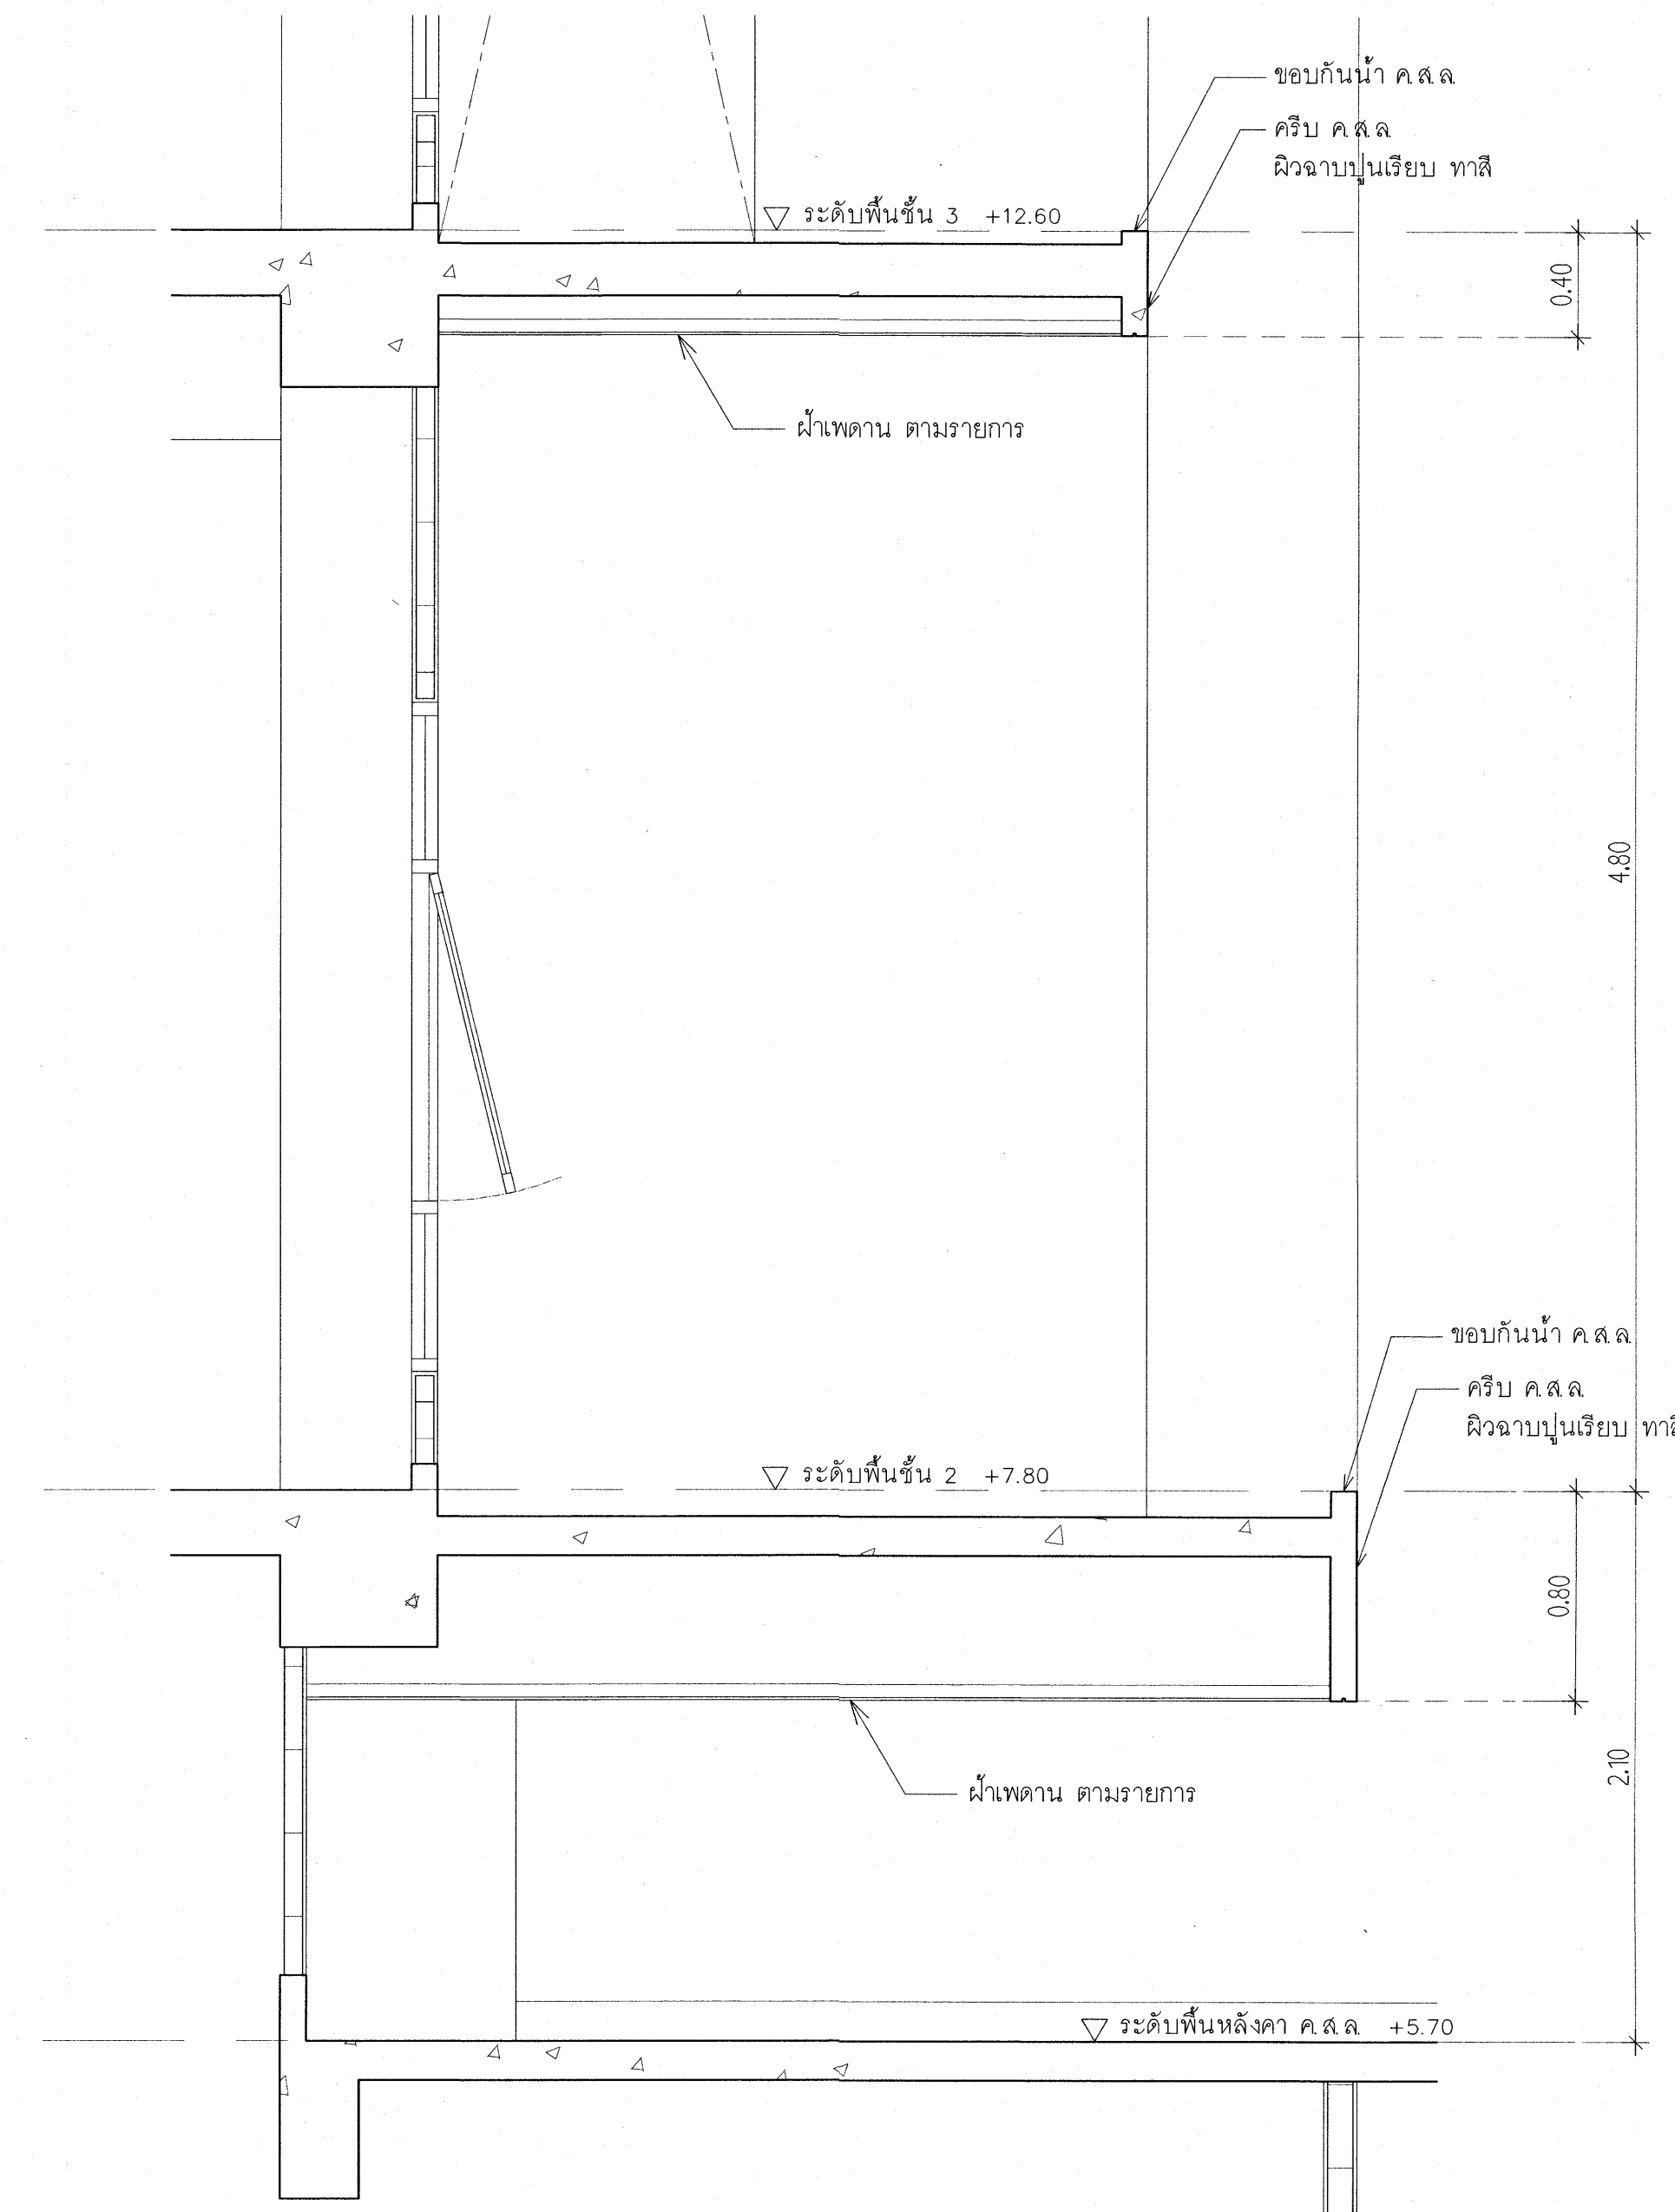 ขอบกันน้ำ ค.ส.ล.
ครีบ ค.ส.ล.
ผิวฉาบปูนเรียบ ทาสี
ระดับพื้นชั้น 3 +12.60
0.40
ฝ้าเพดาน ตามรายการ
4.80
ขอบกันน้ำ ค.ส.ล.
ครีบ ค.ส.ล.
ผิวฉาบปูนเรียบ ทาสี
ระดับพื้นชั้น 2 +7.80
0.80
2.10
ฝ้าเพดาน ตามรายการ
ระดับพื้นหลังคา ค.ส.ล. +5.70